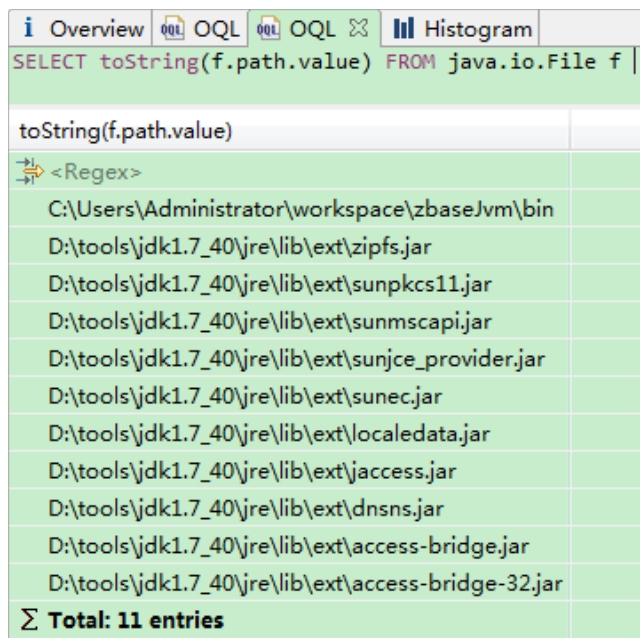 i Overview OQL OQL Histogram
SELECT toString(f.path.value) FROM java.io.File f
toString(f.path.value)
<Regex>
C:\Users\Administrator\workspace\zbaseJvm\bin
D:\tools\jdk1.7_40\jre\lib\ext\zipfs.jar
D:\tools\jdk1.7_40\jre\lib\ext\sunpkcs11.jar
D:\tools\jdk1.7_40\jre\lib\ext\sunmscapi.jar
D:\tools\jdk1.7_40\jre\lib\ext\sunjce_provider.jar
D:\tools\jdk1.7_40\jre\lib\ext\sunec.jar
D:\tools\jdk1.7_40\jre\lib\ext\localedata.jar
D:\tools\jdk1.7_40\jre\lib\ext\jaccess.jar
D:\tools\jdk1.7_40\jre\lib\ext\dnsns.jar
D:\tools\jdk1.7_40\jre\lib\ext\access-bridge.jar
D:\tools\jdk1.7_40\jre\lib\ext\access-bridge-32.jar
Σ Total: 11 entries